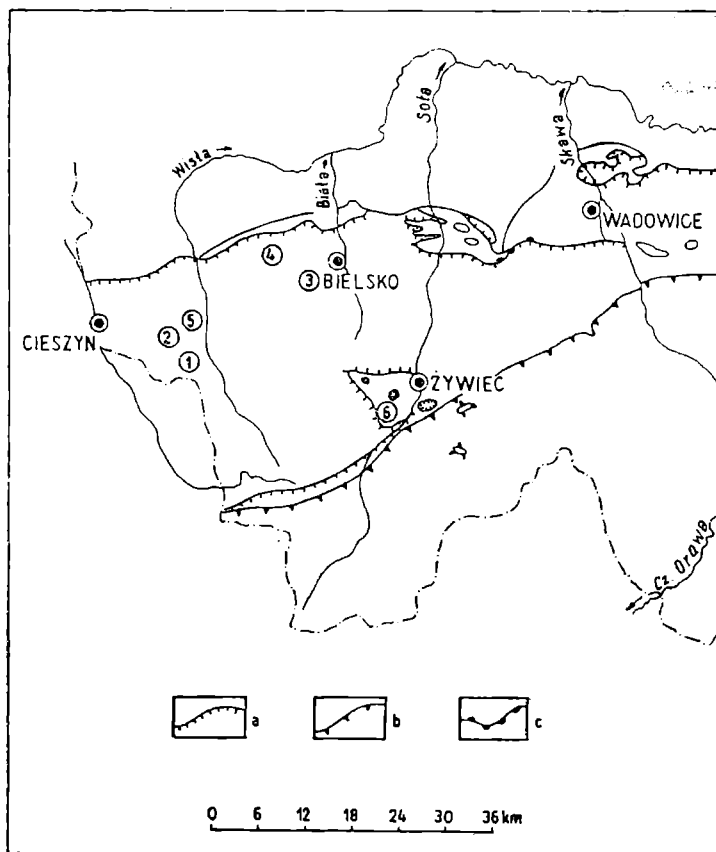 Soła
Skawa
Wisła
Biała
WADOWICE
4
3
BIELSKO
CIESZYN
5
2
1
ŻYWIEC
6
Cz. Orawa
a
b
c
0 6 12 18 24 30 36 km